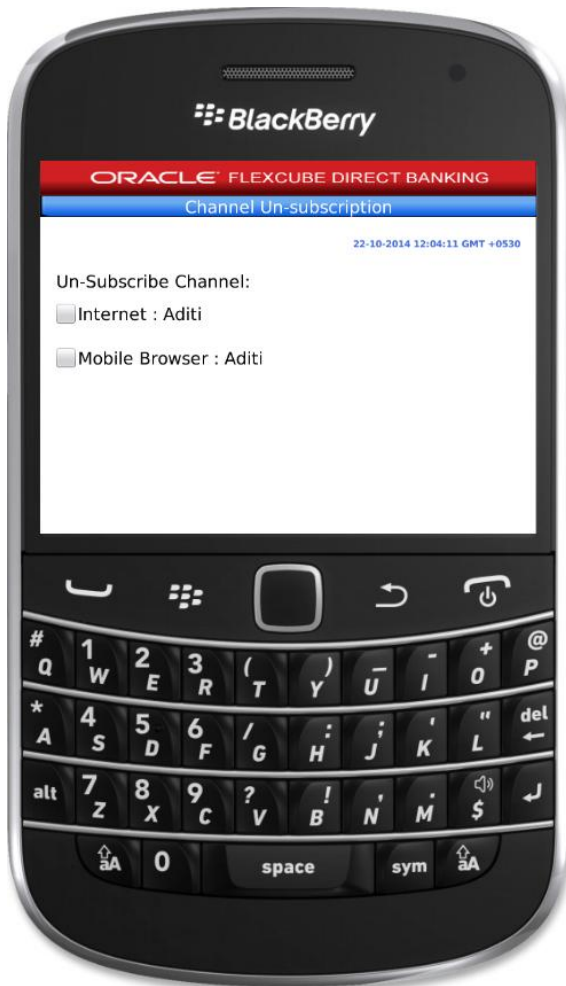 BlackBerry
ORACLE FLEXCUBE DIRECT BANKING
Channel Un-subscription
22-10-2014 12:04:11 GMT +0530
Un-Subscribe Channel:
Internet : Aditi
Mobile Browser : Aditi
# 1 2 3 ( ) _ - + @
Q W E R T Y U I O P
* 4 5 6 / : ; ' " del
A S D F G H J K L
alt 7 8 9 ? ! , . $
Z X C V B N M
aA 0 space sym aA